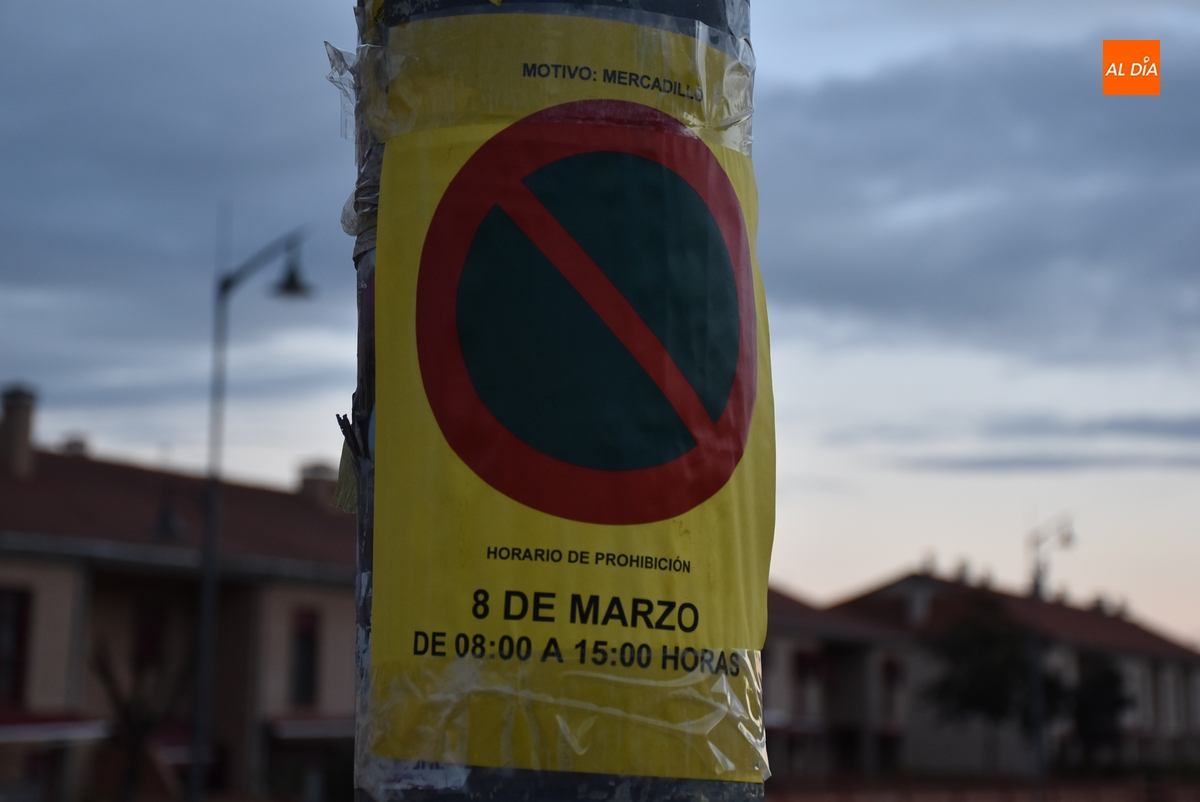 AL DÍA
MOTIVO: MERCADILLO
HORARIO DE PROHIBICIÓN
8 DE MARZO
DE 08:00 A 15:00 HORAS